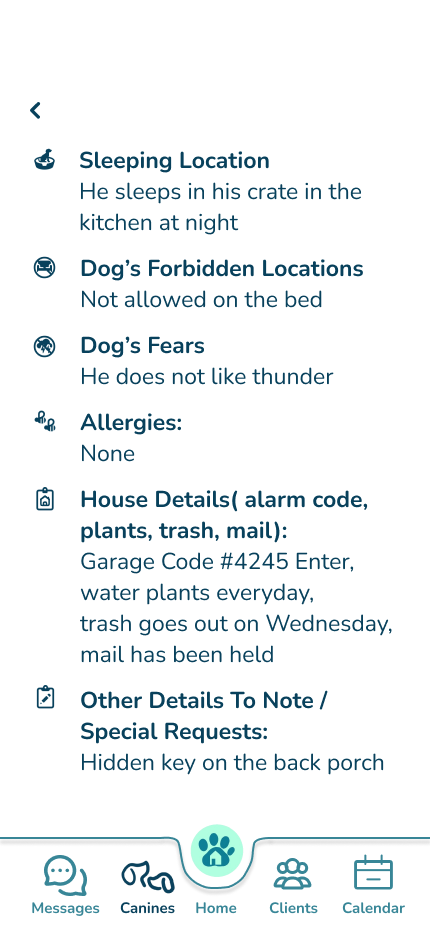 Sleeping Location
He sleeps in his crate in the
kitchen at night
Dog’s Forbidden Locations
Not allowed on the bed
Dog’s Fears
He does not like thunder
Allergies:
None
House Details( alarm code,
plants, trash, mail):
Garage Code #4245 Enter,
water plants everyday,
trash goes out on Wednesday,
mail has been held
Other Details To Note /
Special Requests:
Hidden key on the back porch
Messages Canines Home Clients Calendar